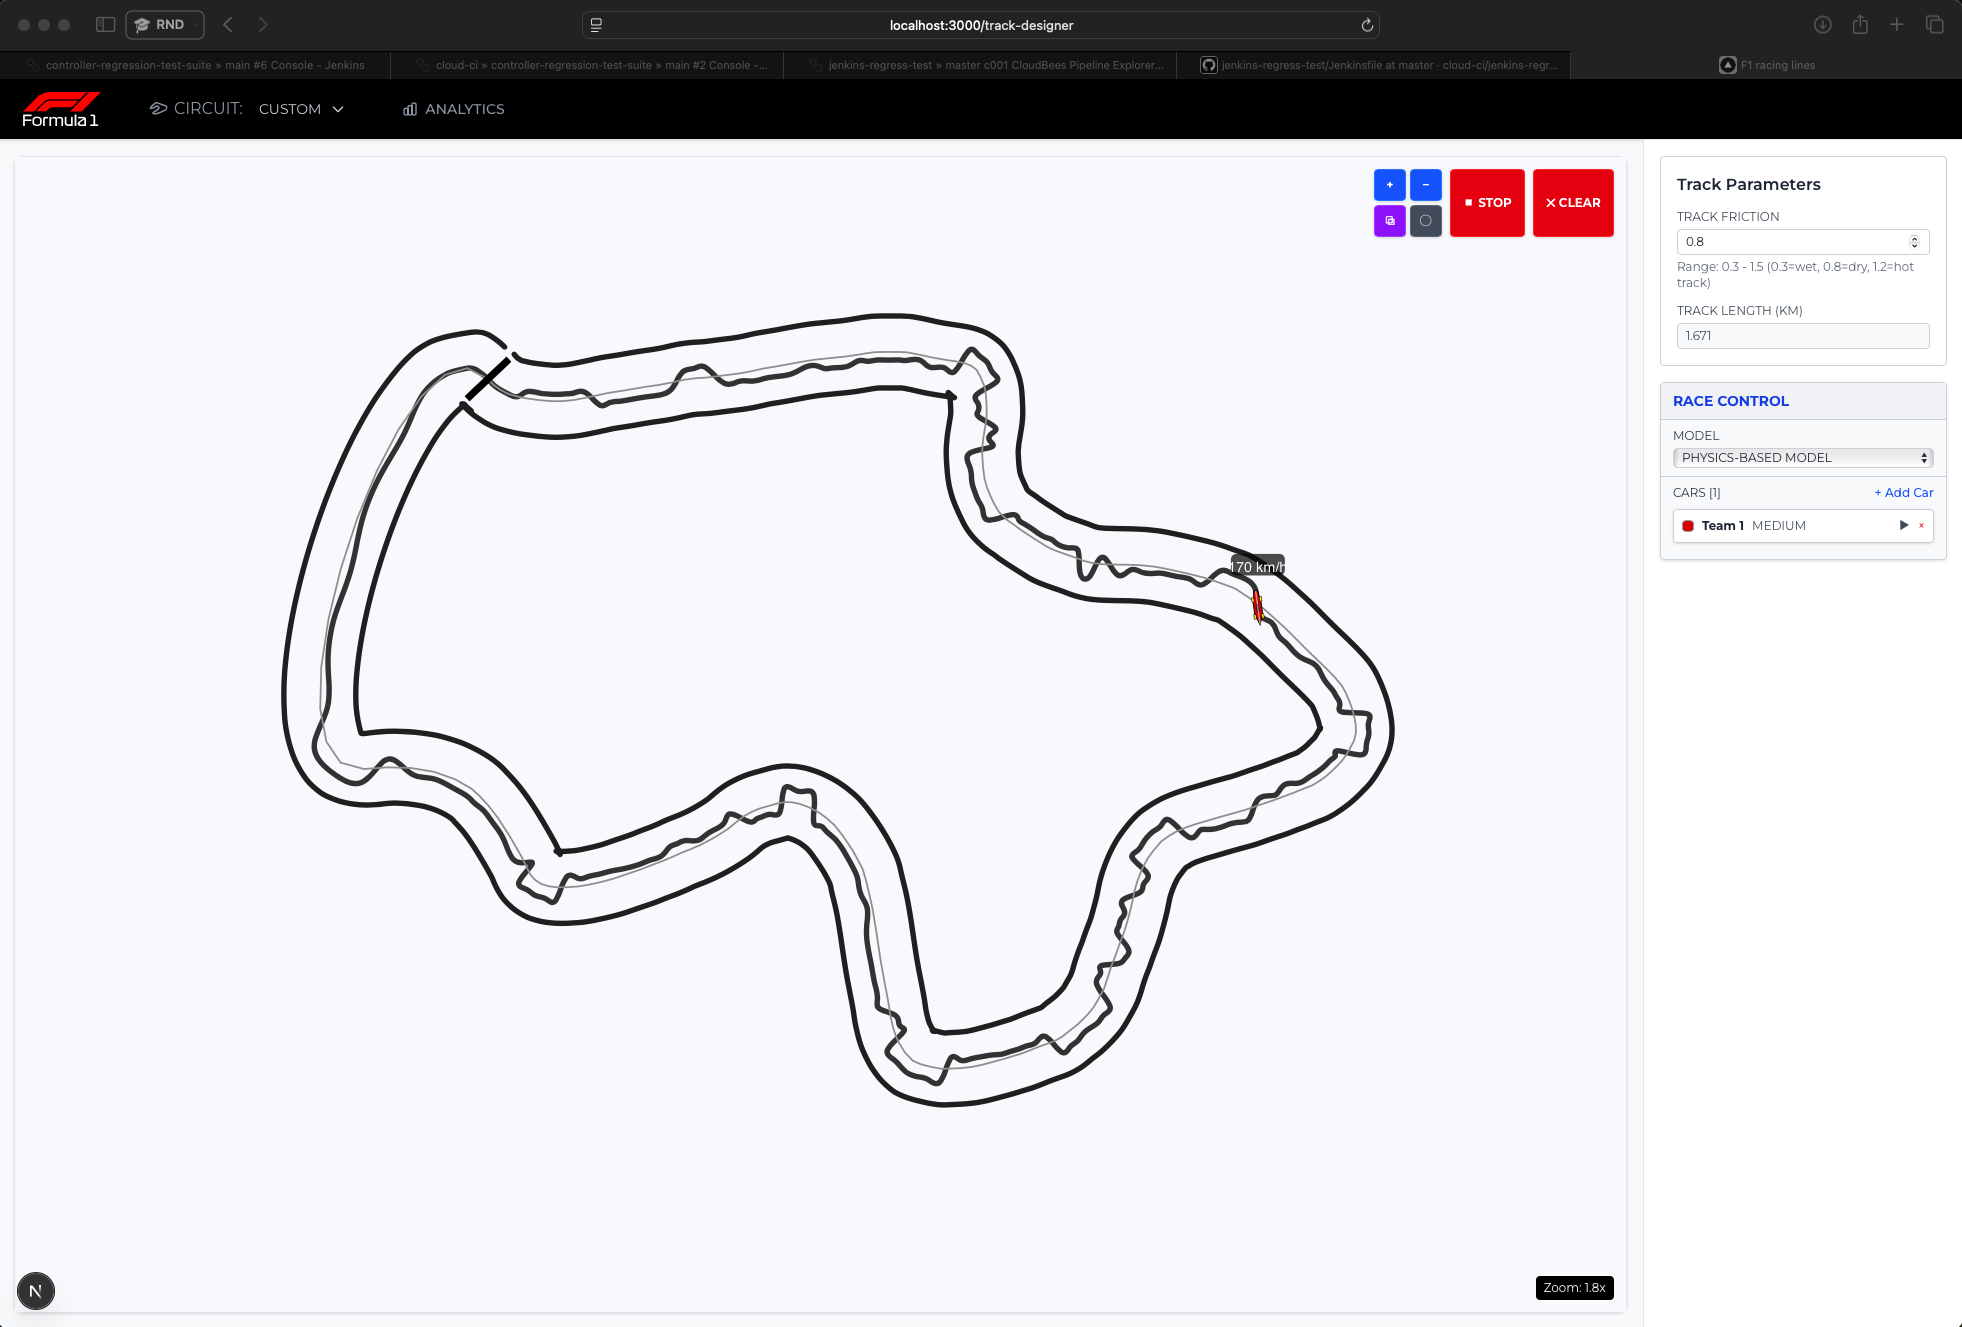 RND
localhost:3000/track-designer
controller-regression-test-suite » main #6 Console - Jenkins
cloud-ci » controller-regression-test-suite » main #2 Console -...
jenkins-regress-test » master c001 CloudBees Pipeline Explorer...
jenkins-regress-test/Jenkinsfile at master · cloud-ci/jenkins-regr...
F1 racing lines
Formula 1
CIRCUIT:
CUSTOM
ANALYTICS
+
-
STOP
CLEAR
170 km/h
Zoom: 1.8x
N
Track Parameters
TRACK FRICTION
0.8
Range: 0.3 - 1.5 (0.3=wet, 0.8=dry, 1.2=hot
track)
TRACK LENGTH (KM)
1.671
RACE CONTROL
MODEL
PHYSICS-BASED MODEL
CARS [1]
+ Add Car
Team 1 MEDIUM
×